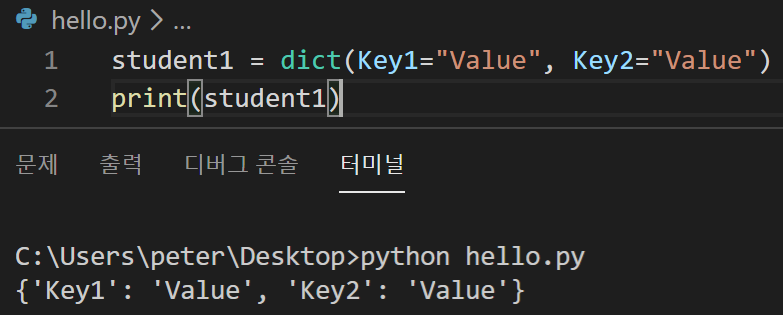 hello.py > ...
1 student1 = dict(Key1="Value", Key2="Value")
2 print(student1)
문제 출력 디버그 콘솔 터미널
C:\Users\peter\Desktop>python hello.py
{'Key1': 'Value', 'Key2': 'Value'}